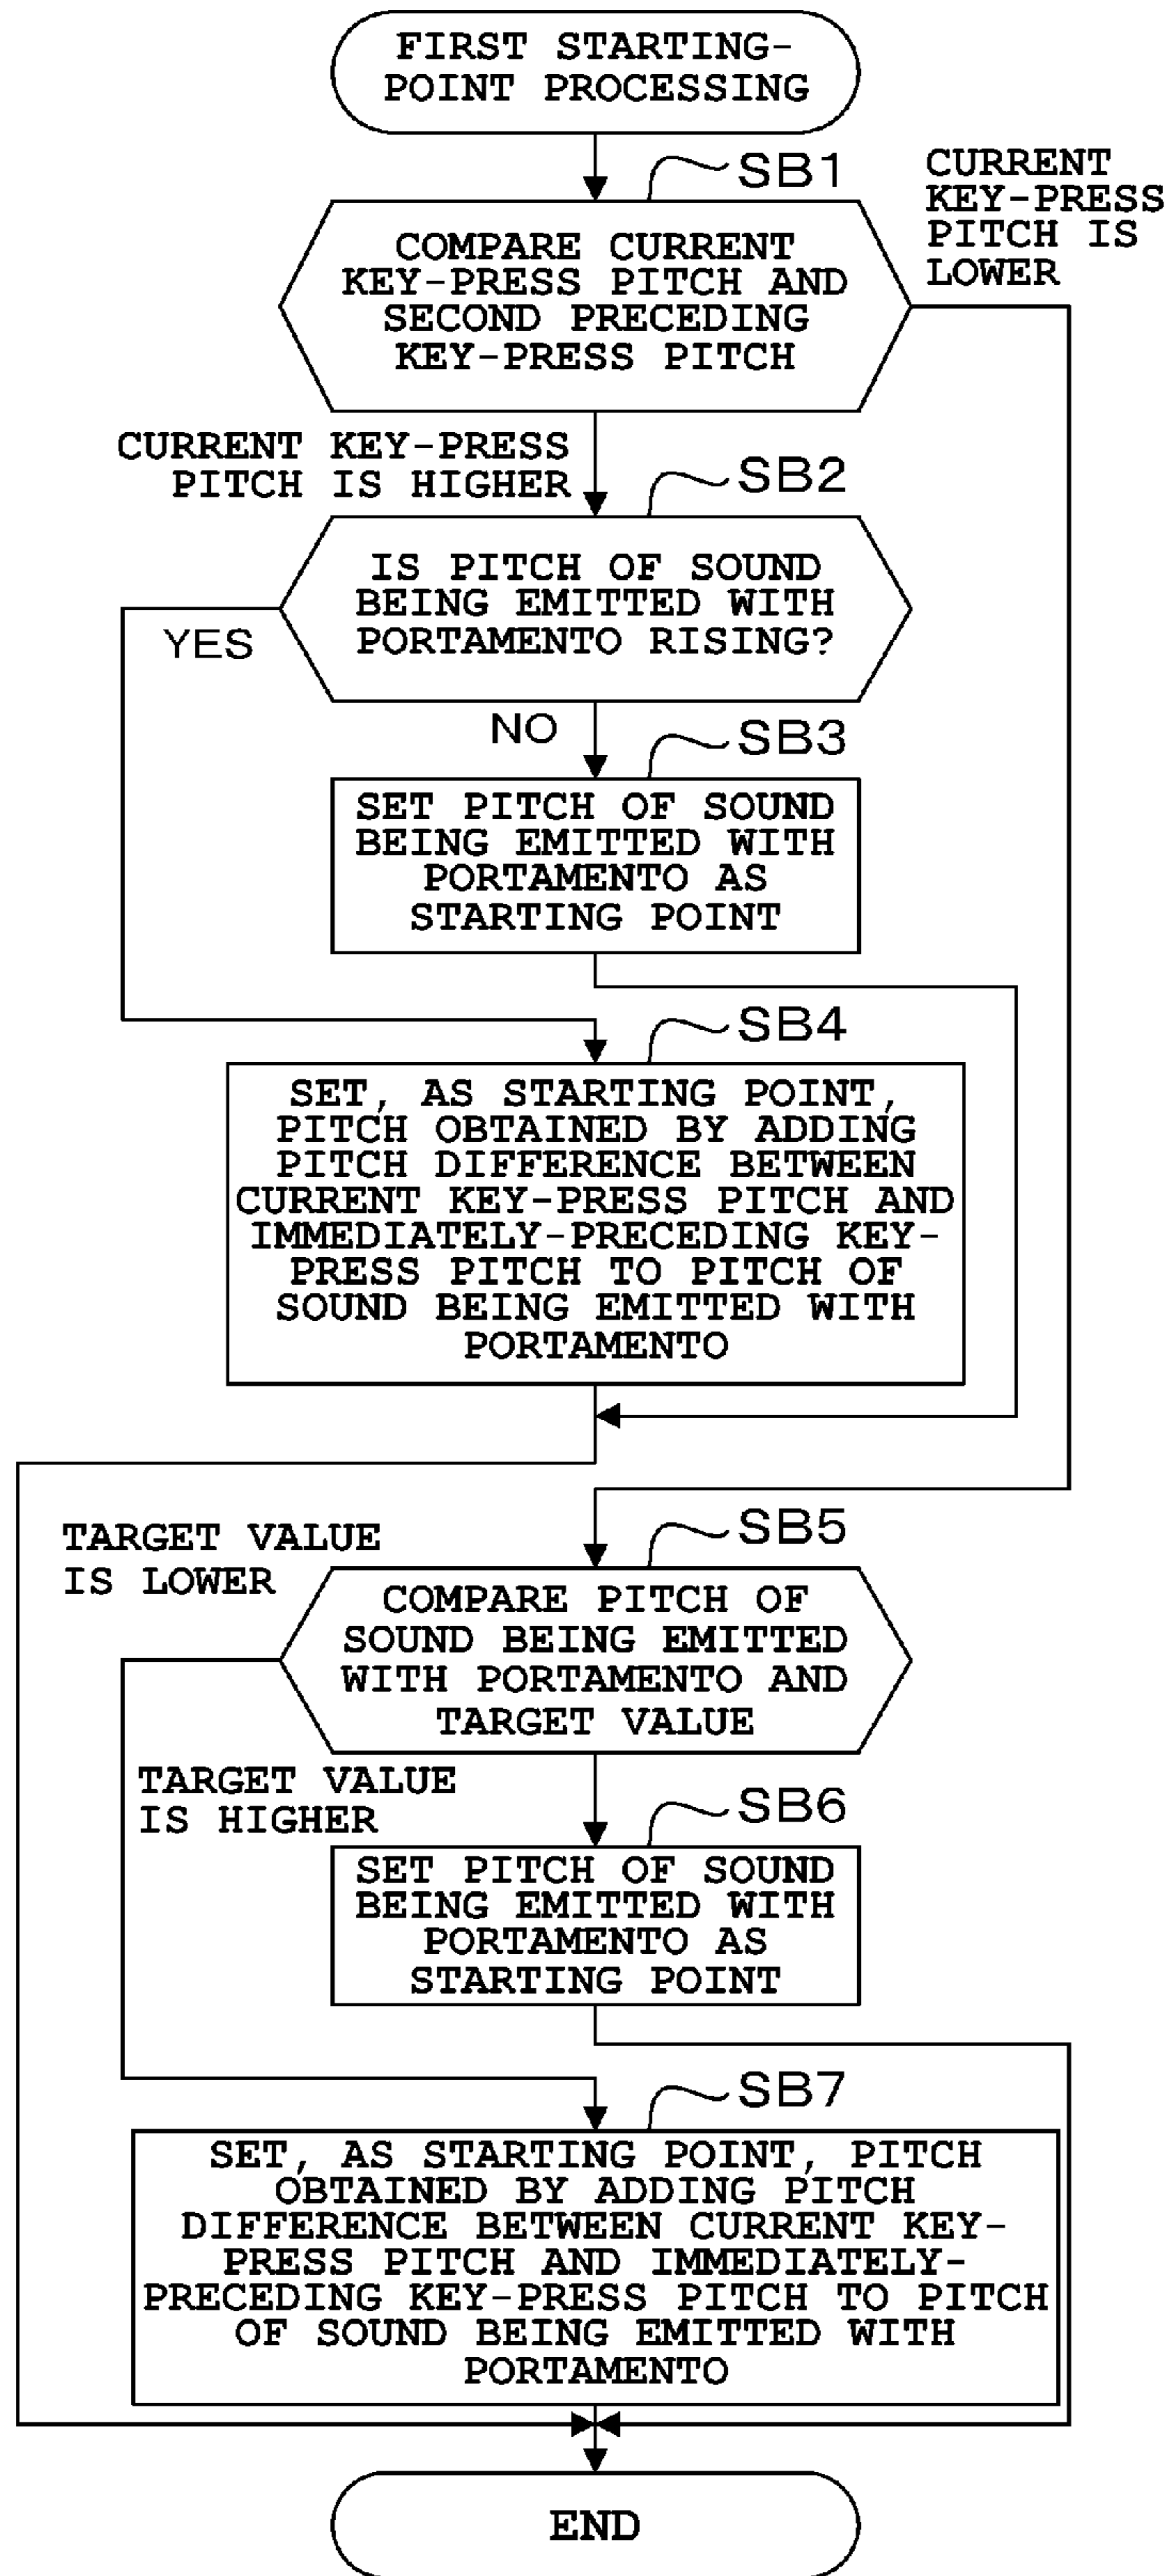 FIRST STARTING-
POINT PROCESSING
SB1
CURRENT
KEY-PRESS
PITCH IS
LOWER
COMPARE CURRENT
KEY-PRESS PITCH AND
SECOND PRECEDING
KEY-PRESS PITCH
CURRENT KEY-PRESS
PITCH IS HIGHER
SB2
IS PITCH OF SOUND
BEING EMITTED WITH
PORTAMENTO RISING?
YES
NO
SB3
SET PITCH OF SOUND
BEING EMITTED WITH
PORTAMENTO AS
STARTING POINT
SB4
SET, AS STARTING POINT,
PITCH OBTAINED BY ADDING
PITCH DIFFERENCE BETWEEN
CURRENT KEY-PRESS PITCH AND
IMMEDIATELY-PRECEDING KEY-
PRESS PITCH TO PITCH OF
SOUND BEING EMITTED WITH
PORTAMENTO
TARGET VALUE
IS LOWER
SB5
COMPARE PITCH OF
SOUND BEING EMITTED
WITH PORTAMENTO AND
TARGET VALUE
TARGET VALUE
IS HIGHER
SB6
SET PITCH OF SOUND
BEING EMITTED WITH
PORTAMENTO AS
STARTING POINT
SB7
SET, AS STARTING POINT, PITCH
OBTAINED BY ADDING PITCH
DIFFERENCE BETWEEN CURRENT KEY-
PRESS PITCH AND IMMEDIATELY-
PRECEDING KEY-PRESS PITCH TO PITCH
OF SOUND BEING EMITTED WITH
PORTAMENTO
END